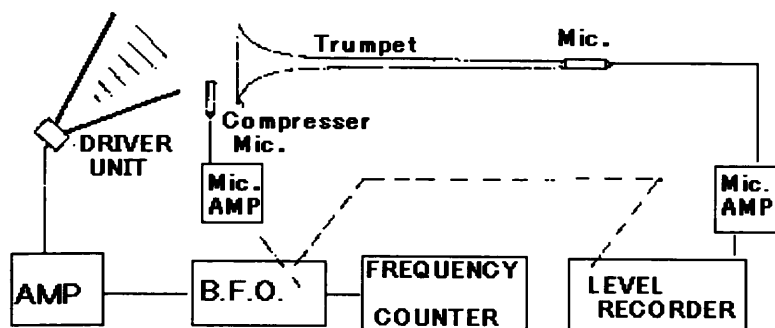 Trumpet
Mic.
Compresser
Mic.
DRIVER
UNIT
Mic.
AMP
Mic.
AMP
AMP
B.F.O.
FREQUENCY
COUNTER
LEVEL
RECORDER